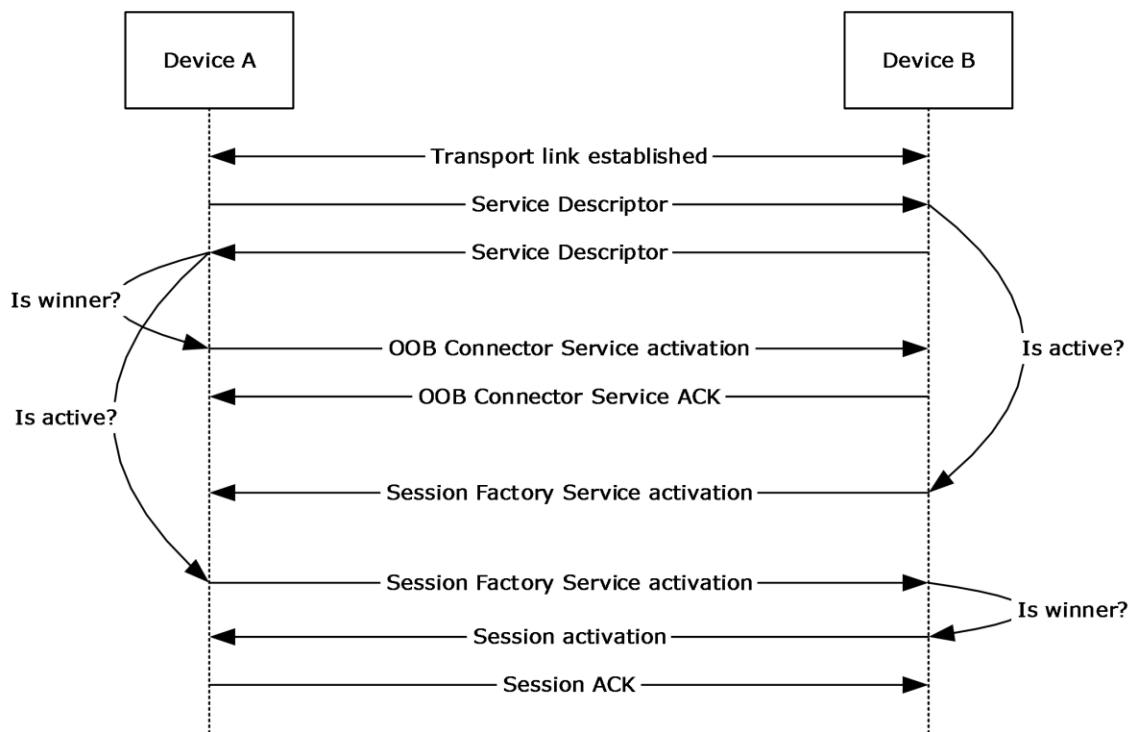 Device A
Device B
Transport link established
Service Descriptor
Service Descriptor
Is winner?
OOB Connector Service activation
Is active?
OOB Connector Service ACK
Is active?
Session Factory Service activation
Session Factory Service activation
Is winner?
Session activation
Session ACK